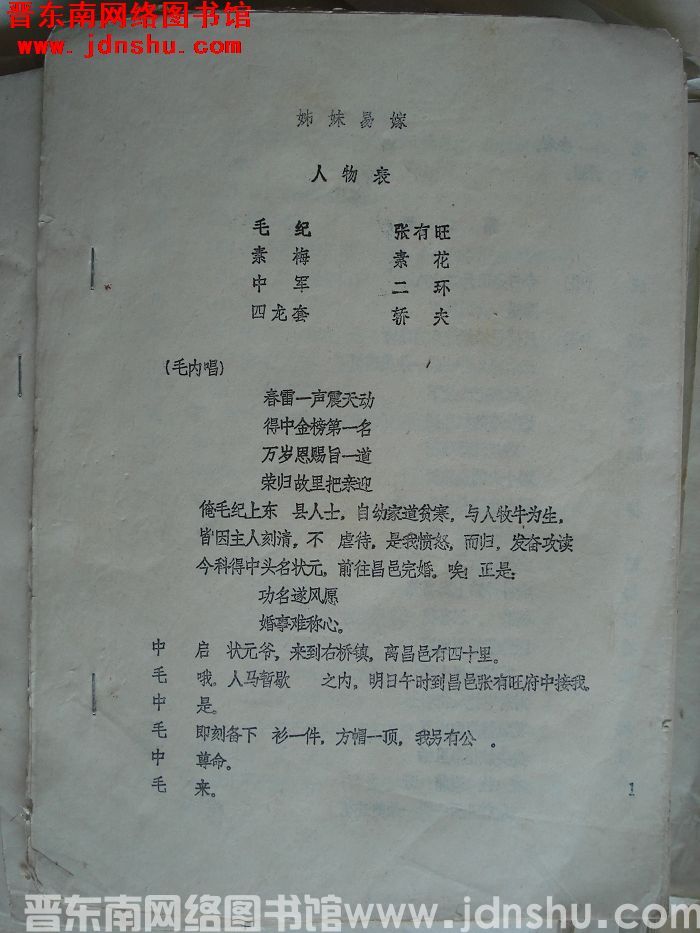 晋东南网络图书馆
www.jdnshu.com
姊妹易嫁
人物表
毛纪 张有旺
素梅 素花
中军 二环
四龙套 轿夫
(毛内唱)
春雷一声震天动
得中金榜第一名
万岁恩赐旨一道
荣归故里把亲迎
俺毛纪上东 县人士，自幼家道贫寒，与人牧牛为生，
皆因主人刻清，不 虐待，是我愤怒，而归，发奋攻读
今科得中头名状元，前往昌邑完婚。唉；正是：
功名遂风愿
婚事难称心。
中 启 状元爷，来到右桥镇，离昌邑有四十里。
毛 哦。人马暂歇 之内，明日午时到昌邑张有旺府中接我。
中 是。
毛 即刻备下 衫一件，方帽一顶，我另有公 。
中 尊命。
毛 来。
1
晋东南网络图书馆 www.jdnshu.com